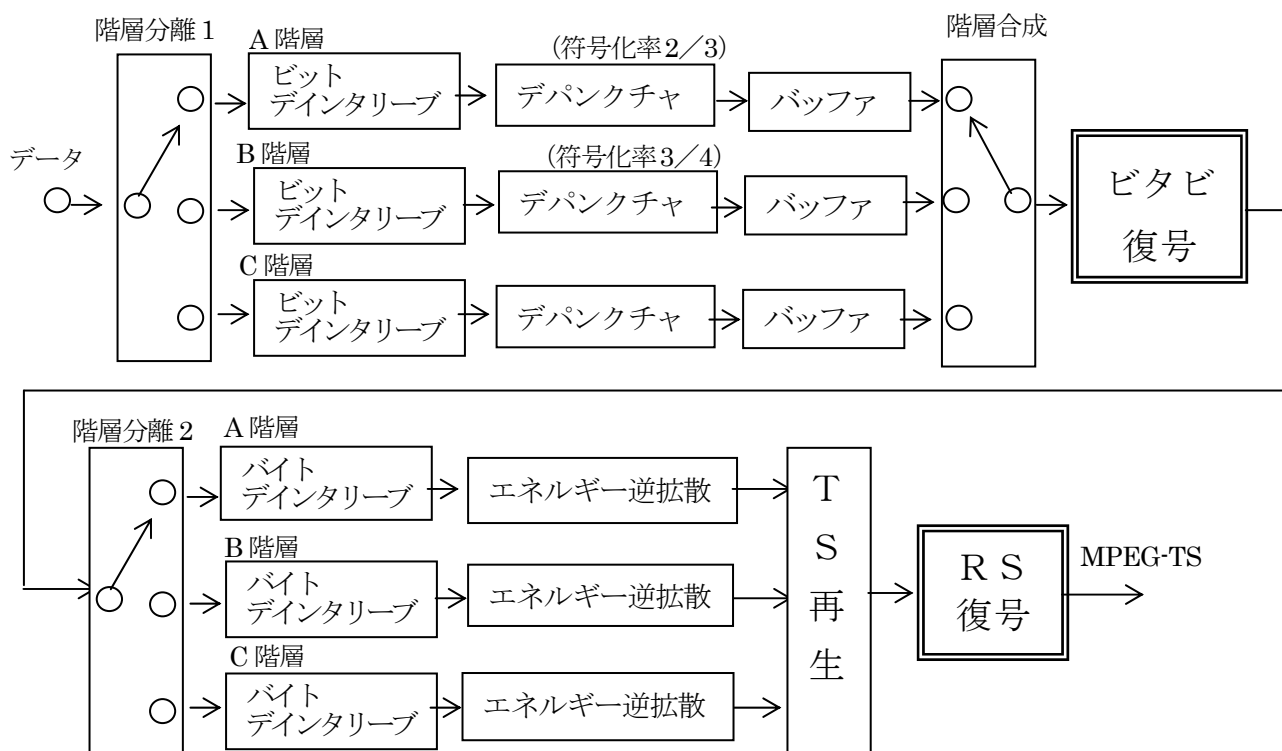 階層分離1
A階層
(符号化率2／3)
階層合成
ビット
デインタリーブ
デパンクチャ
バッファ
データ
B階層
(符号化率3／4)
ビット
デインタリーブ
デパンクチャ
バッファ
ビタビ
復号
C階層
ビット
デインタリーブ
デパンクチャ
バッファ
階層分離2
A階層
バイト
デインタリーブ
エネルギー逆拡散
B階層
バイト
デインタリーブ
エネルギー逆拡散
C階層
バイト
デインタリーブ
エネルギー逆拡散
T
S
再
生
RS
復号
MPEG-TS